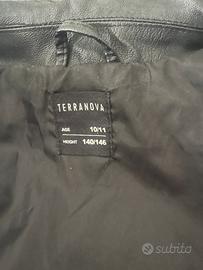 TERRANOVA
AGE 10/11
HEIGHT 140/146
subito